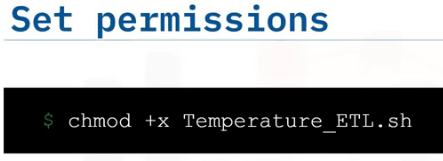 Set permissions
$ chmod +x Temperature_ETL.sh